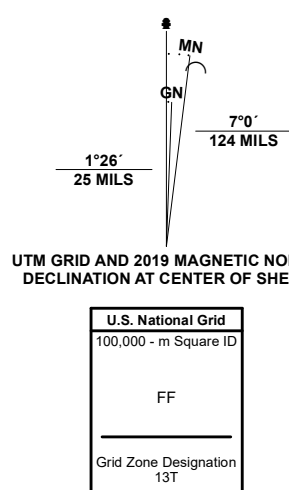 MN
GN
7°0´
124 MILS
1°26´
25 MILS
UTM GRID AND 2019 MAGNETIC NO
DECLINATION AT CENTER OF SHE
U.S. National Grid
100,000 - m Square ID
FF
Grid Zone Designation
13T